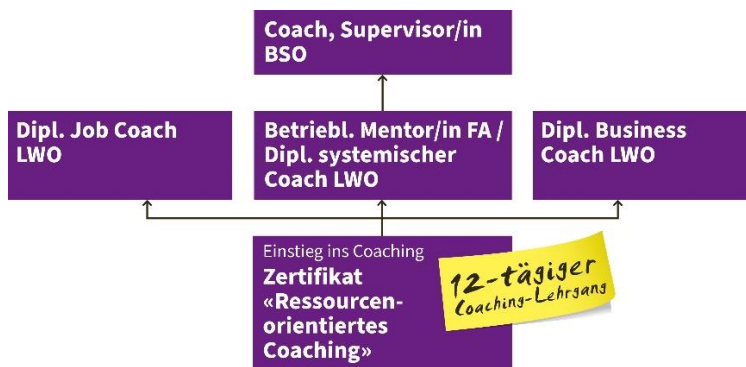 Coach, Supervisor/in
BSO
Dipl. Job Coach
LWO
Betriebl. Mentor/in FA /
Dipl. systemischer
Coach LWO
Dipl. Business
Coach LWO
Einstieg ins Coaching
Zertifikat
«Ressourcen-
orientiertes
Coaching»
12-tägiger
Coaching-Lehrgang